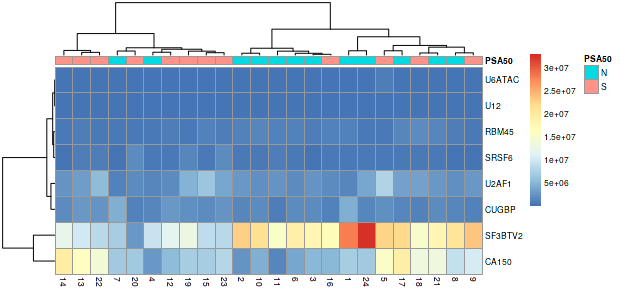 PSA50
U6ATAC
U12
RBM45
SRSF6
U2AF1
CUGBP
SF3BTV2
CA150
14 13 22 7 20 4 12 19 15 23 2 10 11 6 3 16 1 24 5 17 18 21 8 9
3e+07
2.5e+07
2e+07
1.5e+07
1e+07
5e+06
PSA50
N
S